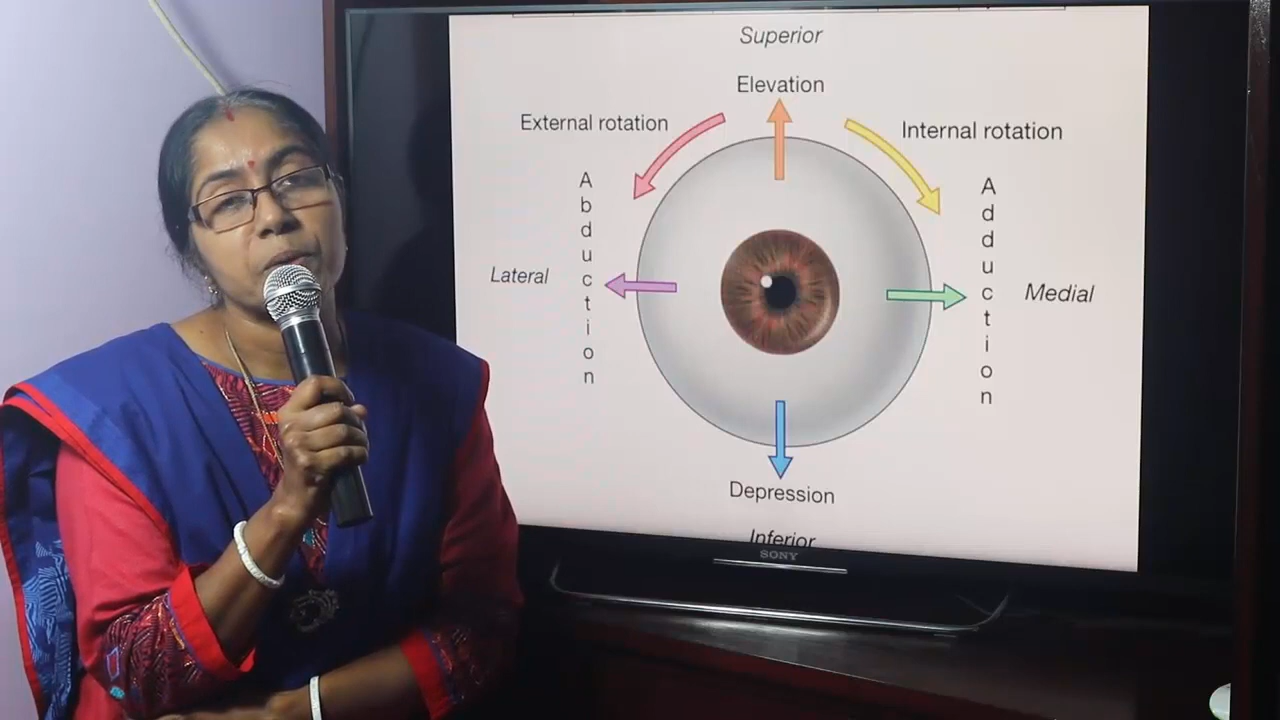 Superior
Elevation
External rotation
Internal rotation
Abduction
Adduction
Lateral
Medial
Depression
Inferior
SONY